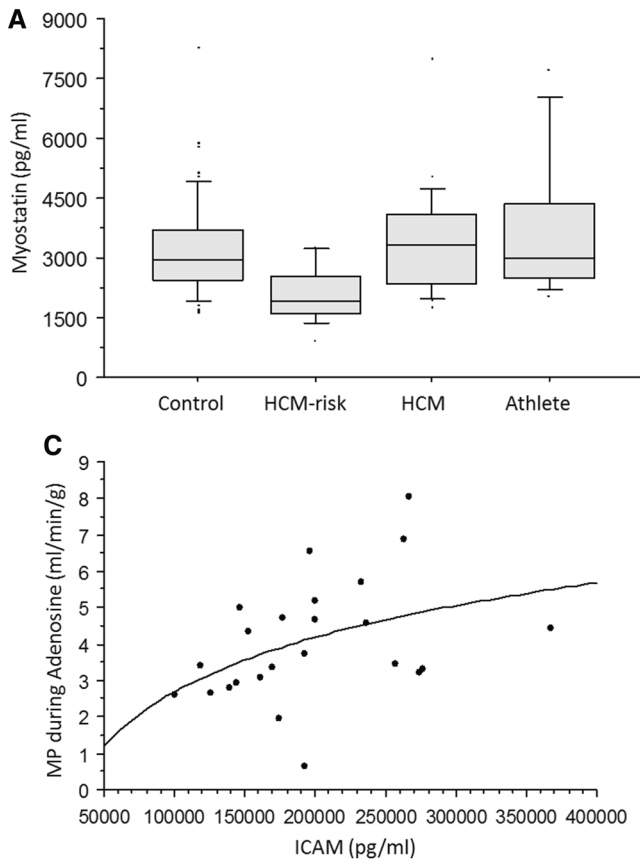 A
9000
7500
6000
4500
3000
1500
0
Myostatin (pg/ml)
Control HCM-risk HCM Athlete
C
9
8
7
6
5
4
3
2
1
0
MP during Adenosine (ml/min/g)
50000 100000 150000 200000 250000 300000 350000 400000
ICAM (pg/ml)